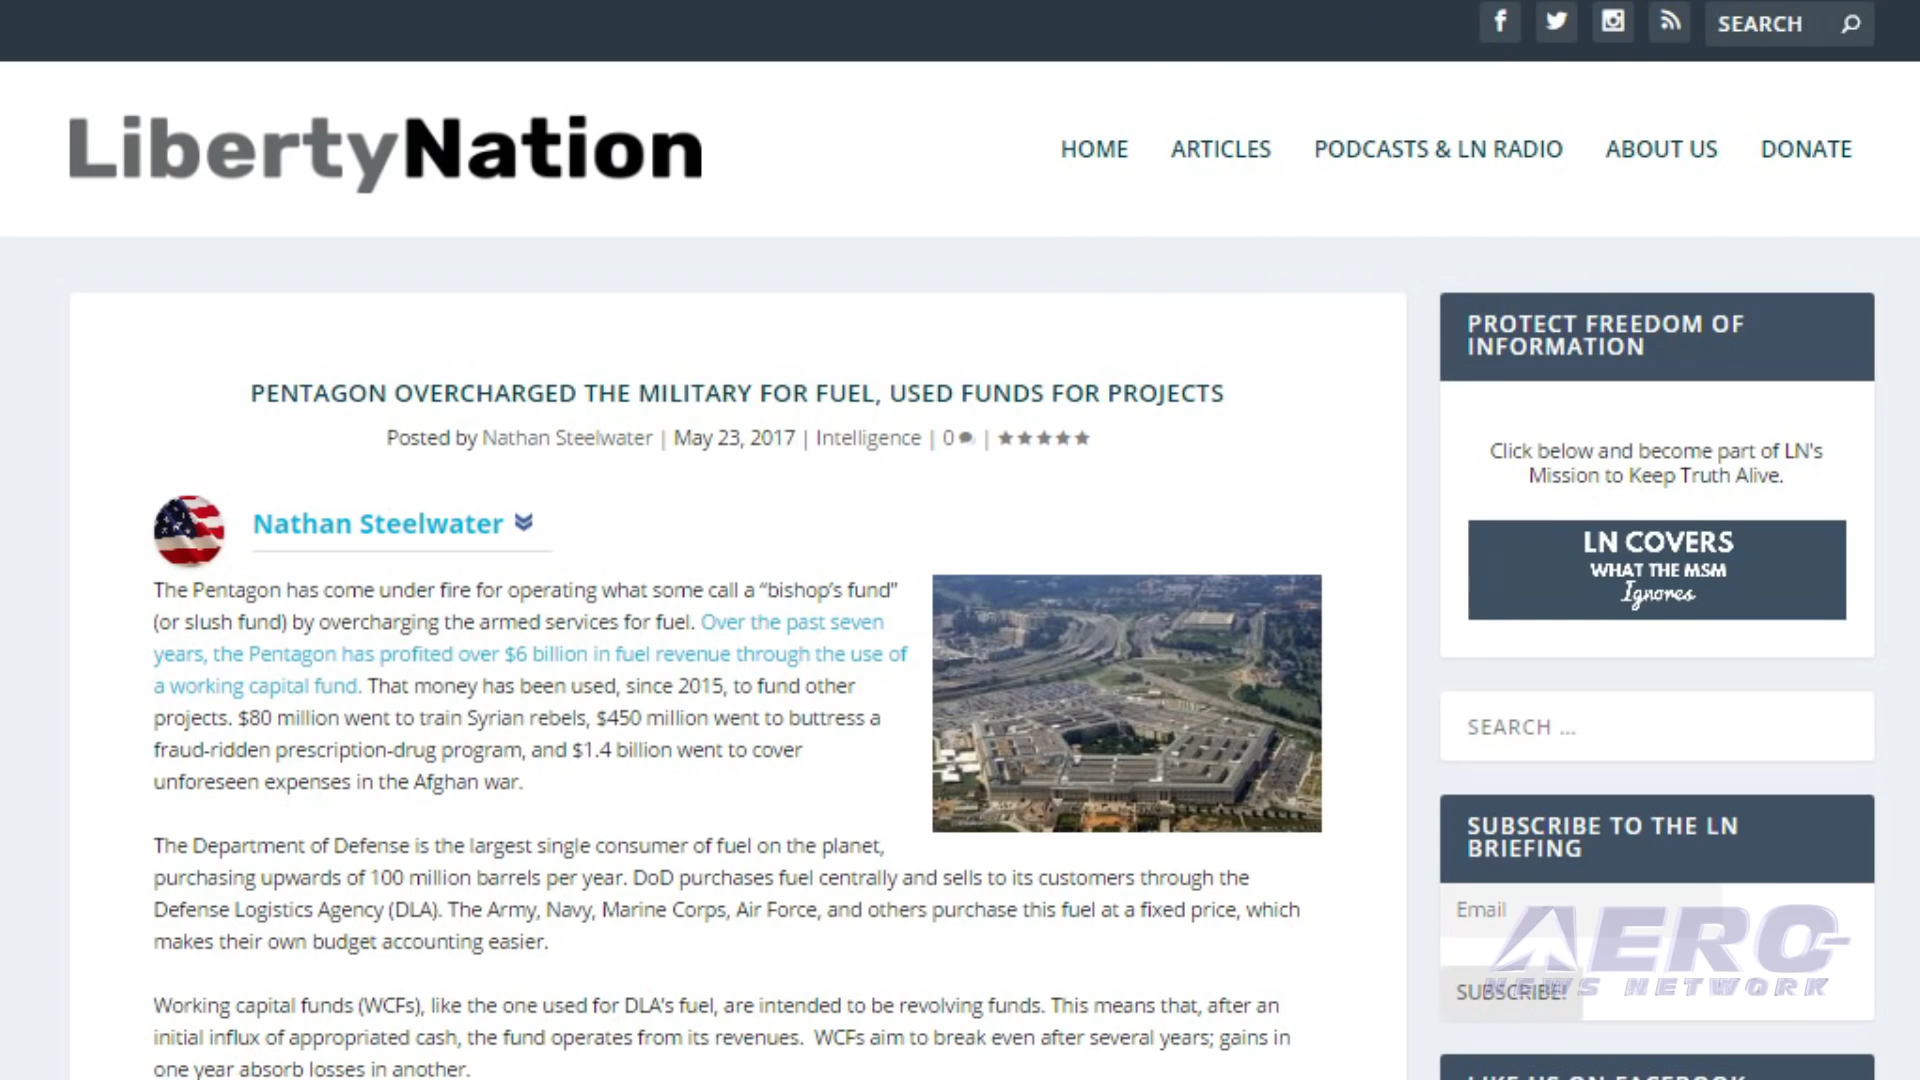 SEARCH
LibertyNation
HOME ARTICLES PODCASTS & LN RADIO ABOUT US DONATE
PENTAGON OVERCHARGED THE MILITARY FOR FUEL, USED FUNDS FOR PROJECTS
Posted by Nathan Steelwater | May 23, 2017 | Intelligence | 0 | ★★★★★
Nathan Steelwater
The Pentagon has come under fire for operating what some call a “bishop’s fund”
(or slush fund) by overcharging the armed services for fuel. Over the past seven
years, the Pentagon has profited over $6 billion in fuel revenue through the use of
a working capital fund. That money has been used, since 2015, to fund other
projects. $80 million went to train Syrian rebels, $450 million went to buttress a
fraud-ridden prescription-drug program, and $1.4 billion went to cover
unforeseen expenses in the Afghan war.
The Department of Defense is the largest single consumer of fuel on the planet,
purchasing upwards of 100 million barrels per year. DoD purchases fuel centrally and sells to its customers through the
Defense Logistics Agency (DLA). The Army, Navy, Marine Corps, Air Force, and others purchase this fuel at a fixed price, which
makes their own budget accounting easier.
Working capital funds (WCFs), like the one used for DLA’s fuel, are intended to be revolving funds. This means that, after an
initial influx of appropriated cash, the fund operates from its revenues. WCFs aim to break even after several years; gains in
one year absorb losses in another.
PROTECT FREEDOM OF
INFORMATION
Click below and become part of LN's
Mission to Keep Truth Alive.
LN COVERS
WHAT THE MSM
Ignores
SEARCH ...
SUBSCRIBE TO THE LN
BRIEFING
Email
SUBSCRIBE!
AERO-
NEWS NETWORK
LIKE US ON FACEBOOK